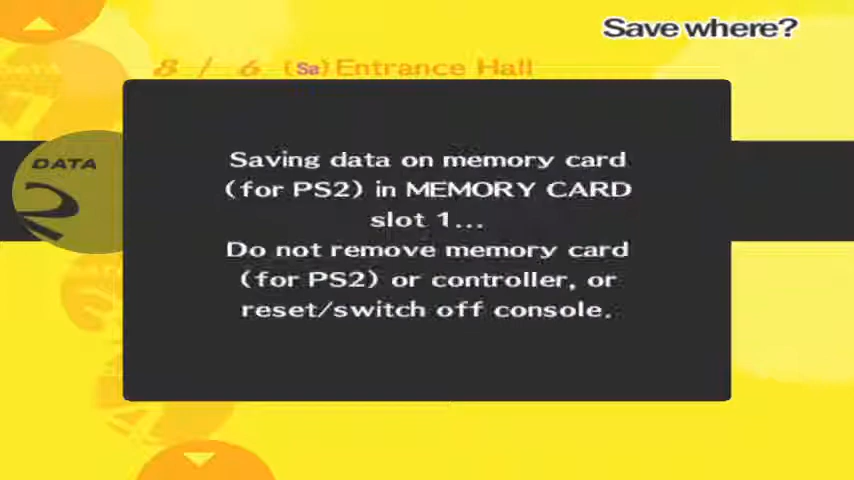 Save where?
8 / 6 (Sa) Entrance Hall
DATA
2
Saving data on memory card
(for PS2) in MEMORY CARD
slot 1...
Do not remove memory card
(for PS2) or controller, or
reset/switch off console.